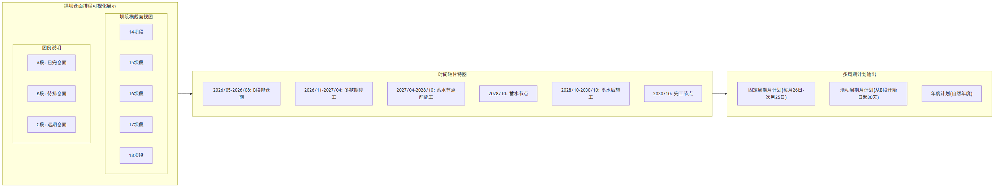 拱坝仓面排程可视化展示
图例说明
A段: 已完仓面
B段: 待排仓面
C段: 远期仓面
坝段横截面视图
14坝段
15坝段
16坝段
17坝段
18坝段
时间轴甘特图
2026/05-2026/08: B段排仓
期
2026/11-2027/04: 冬歇期停
工
2027/04-2028/10: 蓄水节点
前施工
2028/10: 蓄水节点
2028/10-2030/10: 蓄水后施
工
2030/10: 完工节点
多周期计划输出
固定周期月计划(每月26日-
次月25日)
滚动周期月计划(从B段开始
日起30天)
年度计划(自然年度)